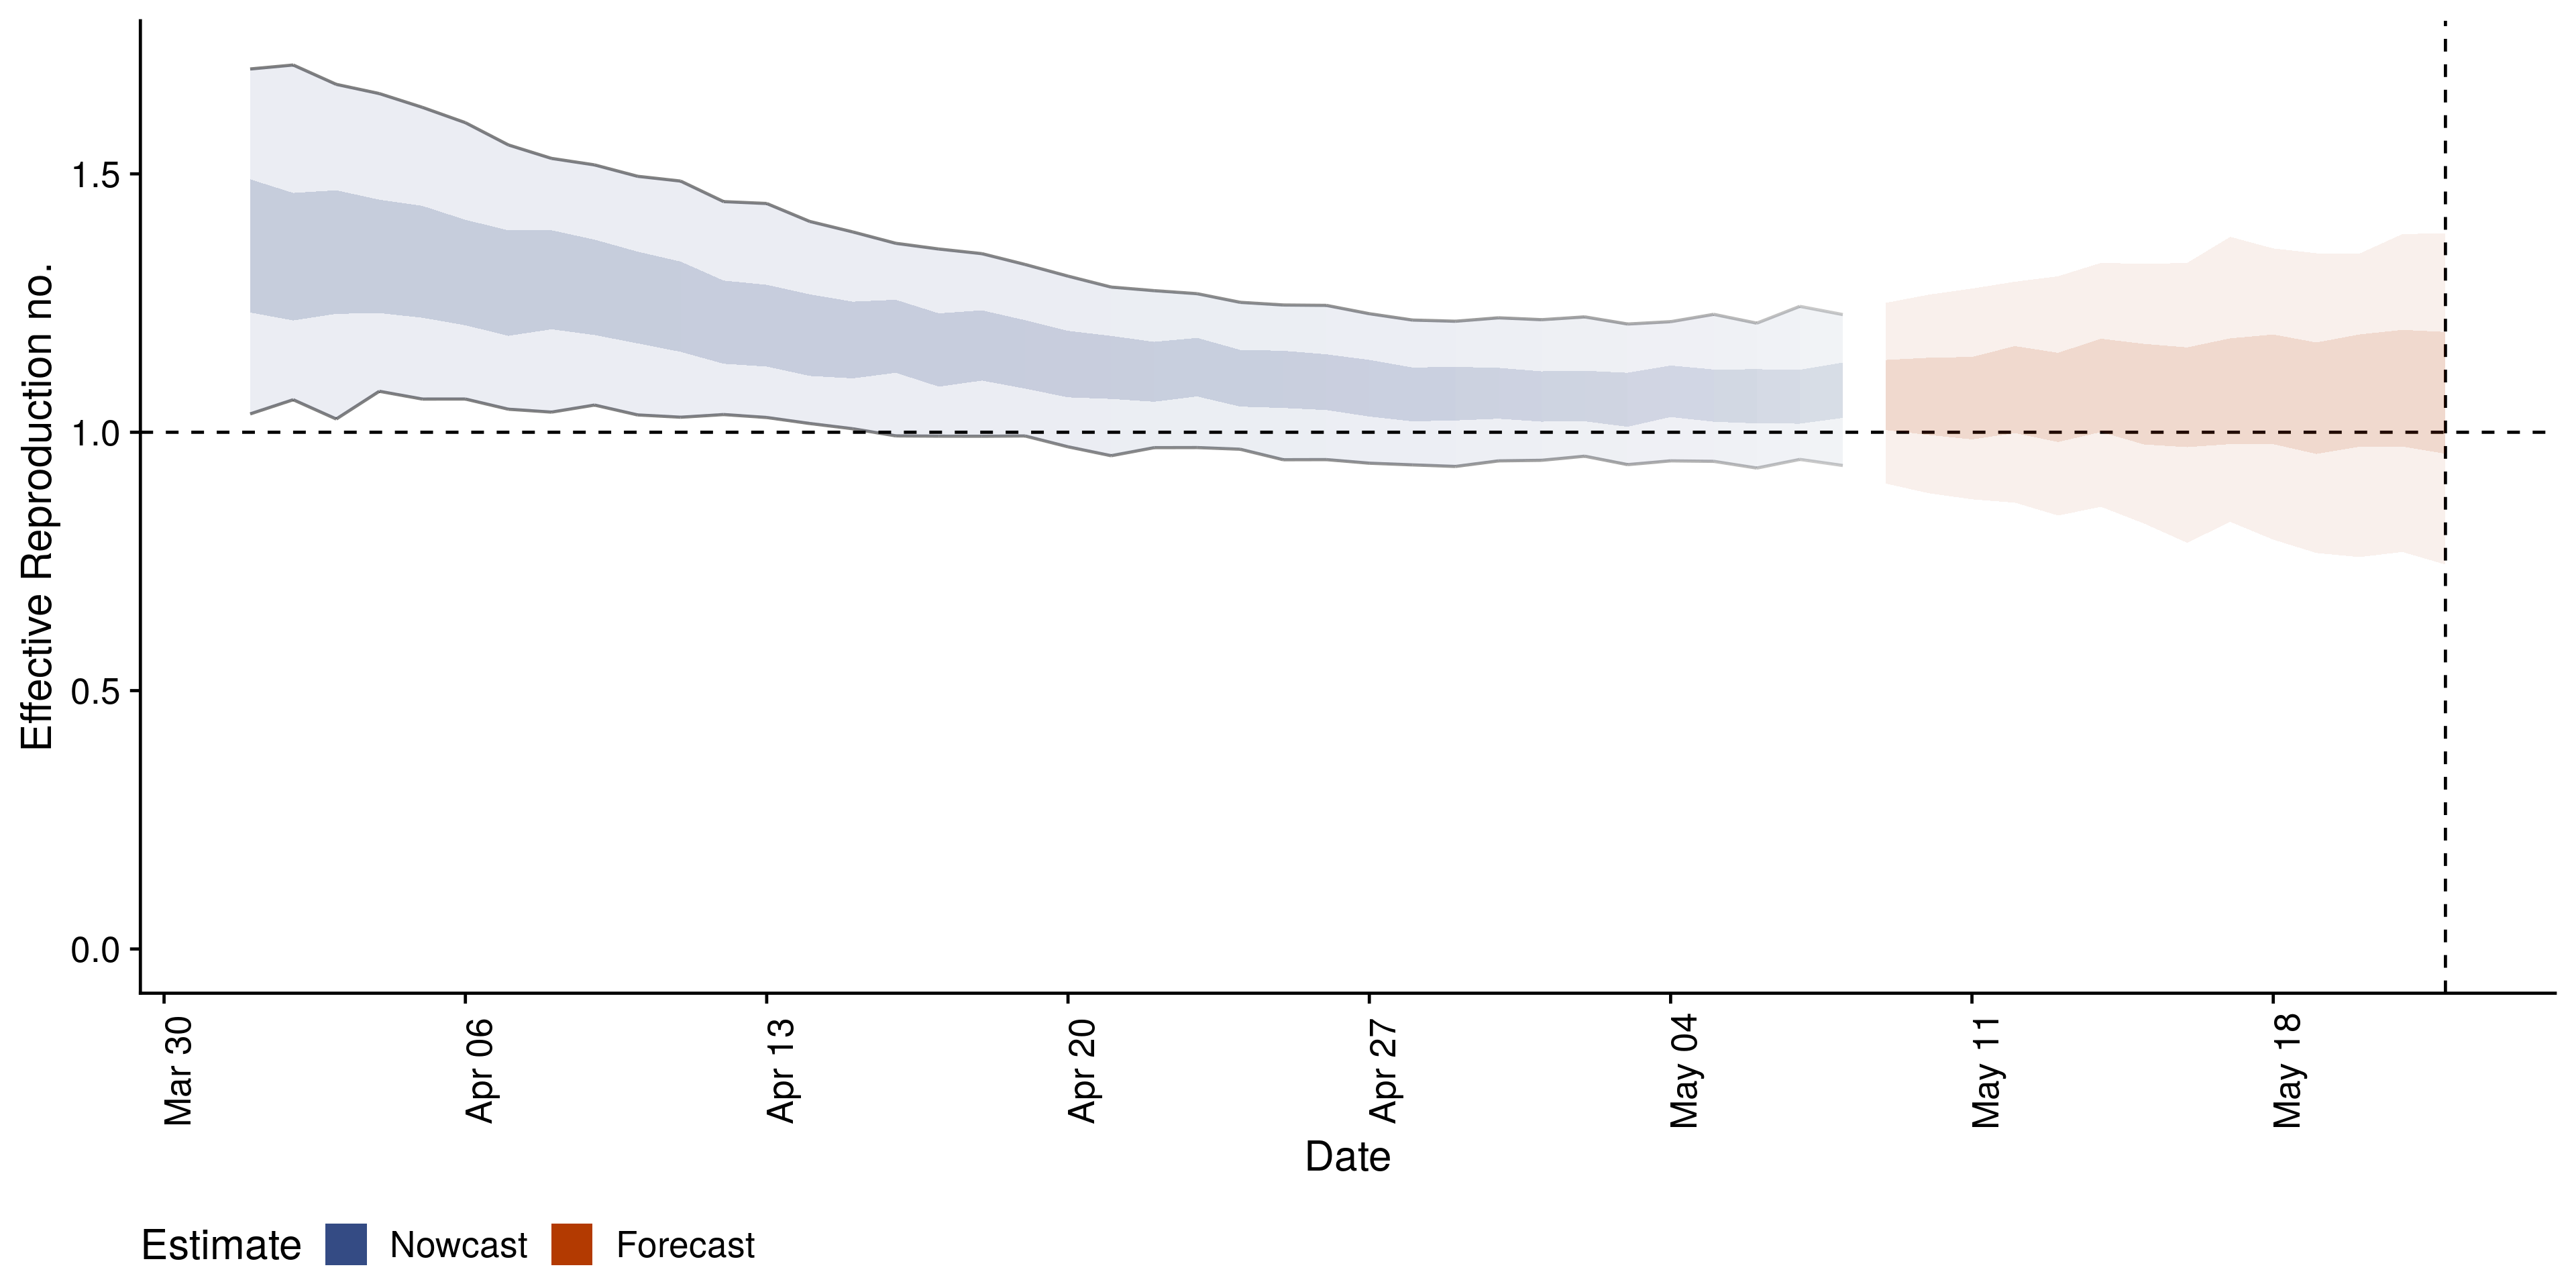 Effective Reproduction no.
1.5
1.0
0.5
0.0
Mar 30
Apr 06
Apr 13
Apr 20
Apr 27
May 04
May 11
May 18
Date
Estimate Nowcast Forecast